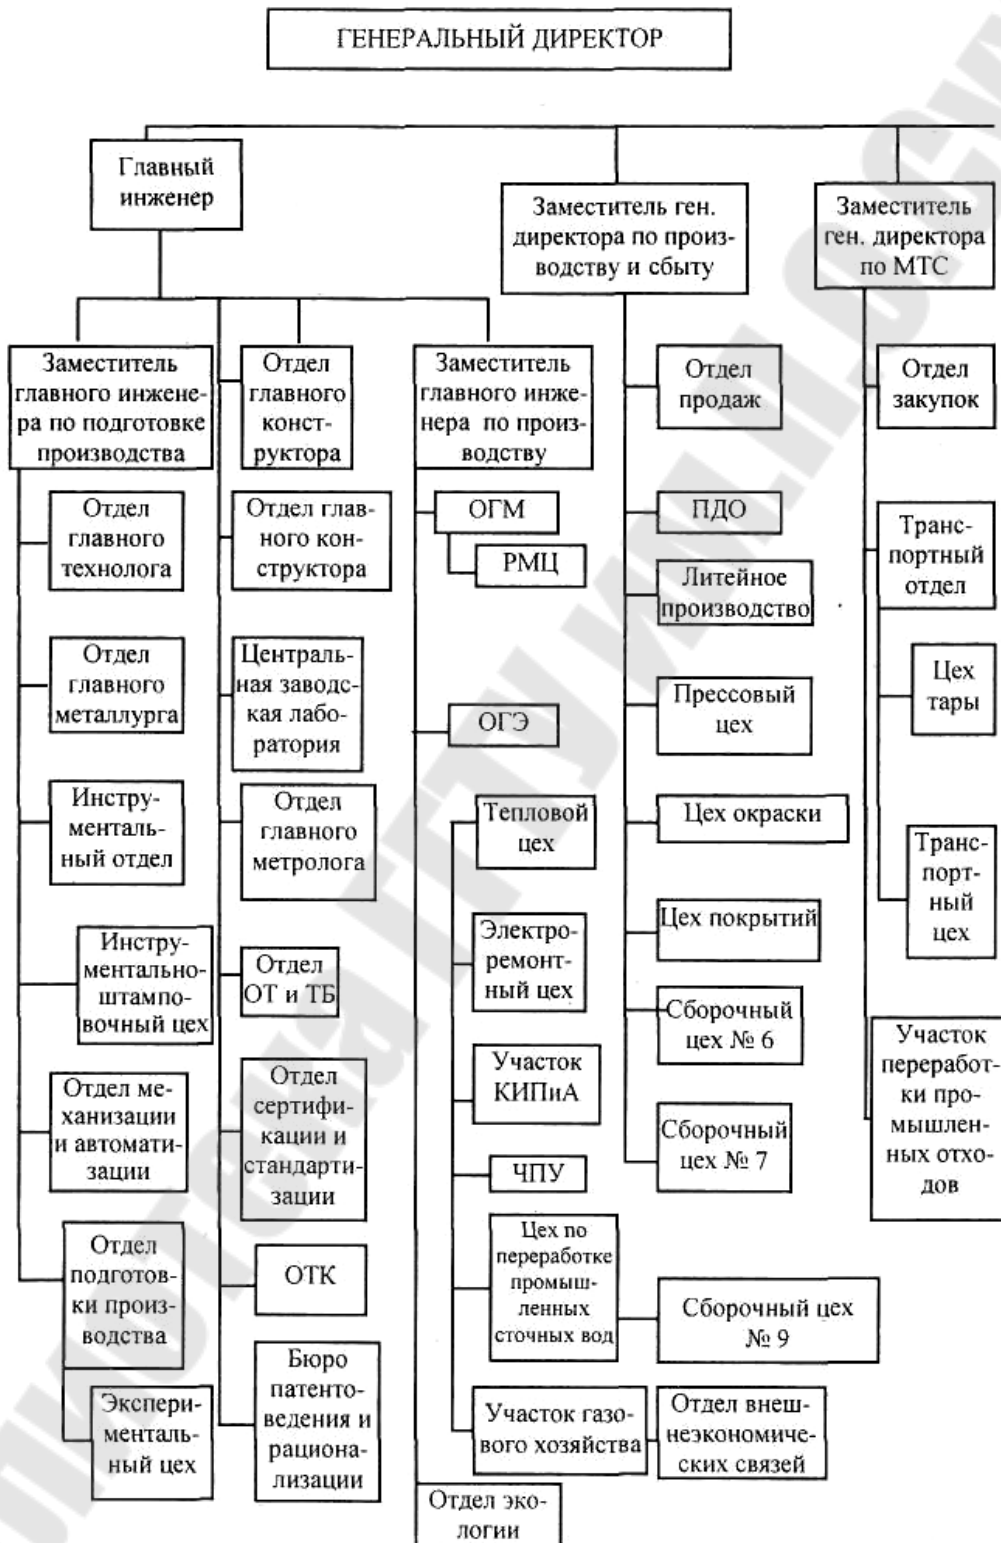 ГЕНЕРАЛЬНЫЙ ДИРЕКТОР
Главный
инженер
Заместитель ген.
директора по произ-
водству и сбыту
Заместитель
ген. директора
по МТС
Заместитель
главного инжене-
ра по подготовке
производства
Отдел
главного
конст-
руктора
Заместитель
главного инже-
нера по произ-
водству
Отдел
продаж
Отдел
закупок
Отдел
главного
технолога
Отдел глав-
ного кон-
структора
ОГМ
РМЦ
ПДО
Литейное
производство
Транс-
портный
отдел
Отдел
главного
металлурга
Централь-
ная заводс-
кая лабо-
ратория
ОГЭ
Прессовый
цех
Цех
тары
Инстру-
менталь-
ный отдел
Отдел
главного
метролога
Тепловой
цех
Цех окраски
Транс-
порт-
ный
цех
Инстру-
ментально-
штампо-
вочный цех
Отдел
ОТ и ТБ
Электро-
ремонт-
ный цех
Цех покрытий
Сборочный
цех № 6
Участок
переработ-
ки про-
мышлен-
ных отхо-
дов
Отдел ме-
ханизации
и автомати-
зации
Отдел
сертифи-
кации и
стандарти-
зации
Участок
КИПиА
Сборочный
цех № 7
ЧПУ
Отдел
подготов-
ки произ-
водства
ОТК
Цех по
переработке
промыш-
ленных
сточных вод
Сборочный цех
№ 9
Экспери-
ментальный цех
Бюро
патенто-
ведения и
рационали-
лизации
Участок газо-
вого хозяйства
Отдел внеш-
неэкономиче-
ских связей
Отдел эко-
логии